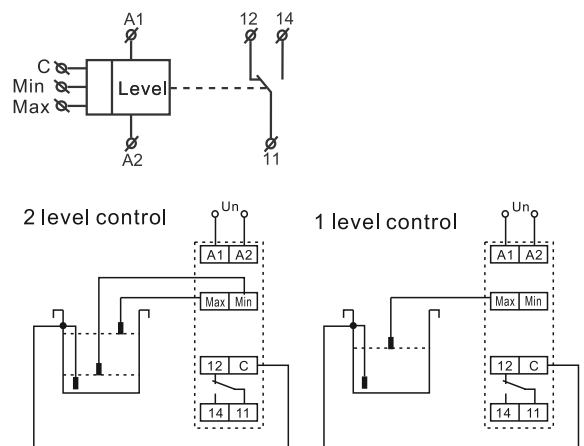 A1 12 14
C
Min Level
Max
A2 11
2 level control Un 1 level control Un
A1 A2 A1 A2
Max Min Max Min
12 C 12 C
14 11 14 11